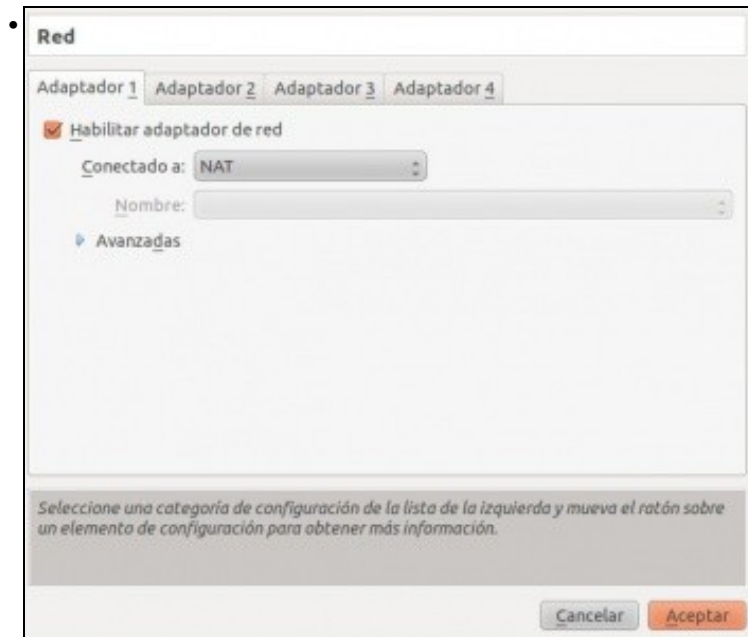 Red
Adaptador 1 Adaptador 2 Adaptador 3 Adaptador 4
Habilitar adaptador de red
Conectado a: NAT
Nombre:
Avanzadas
Seleccione una categoría de configuración de la lista de la izquierda y mueva el ratón sobre
un elemento de configuración para obtener más información.
Cancelar Aceptar